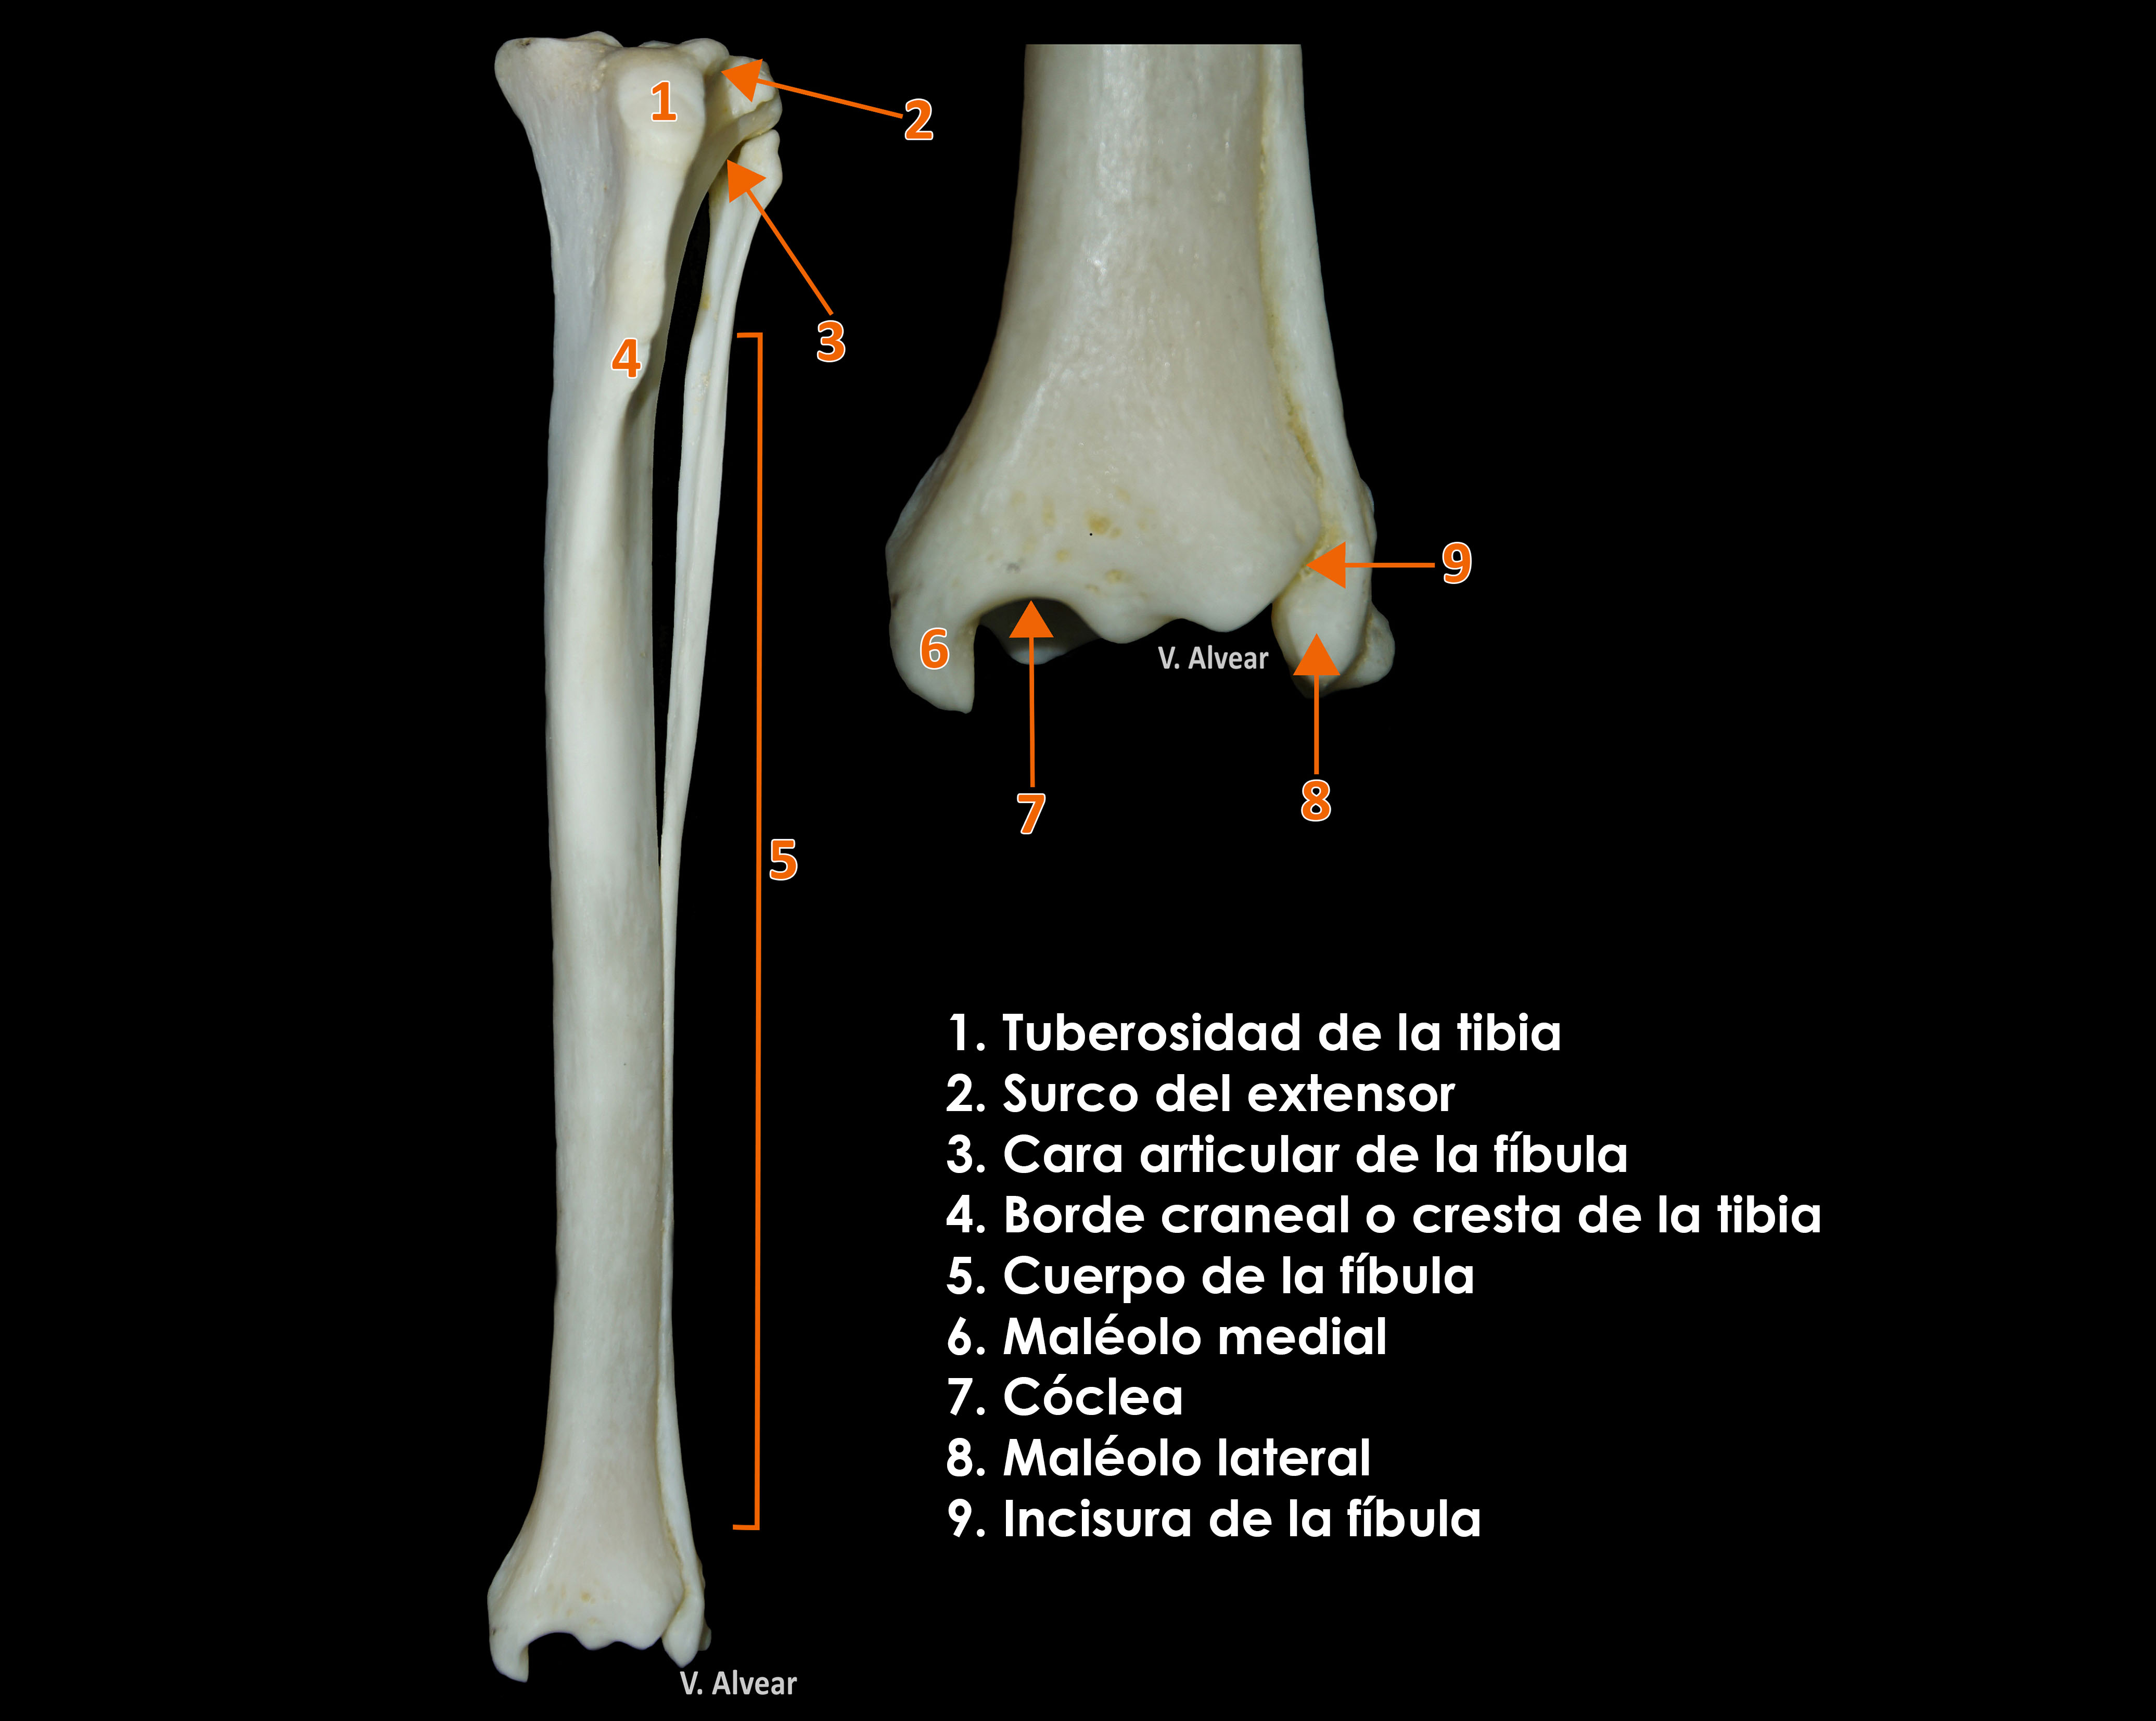 1
2
3
4
5
6
7
8
9
V. Alvear
V. Alvear
1. Tuberosidad de la tibia
2. Surco del extensor
3. Cara articular de la fíbula
4. Borde craneal o cresta de la tibia
5. Cuerpo de la fíbula
6. Maléolo medial
7. Cóclea
8. Maléolo lateral
9. Incisura de la fíbula